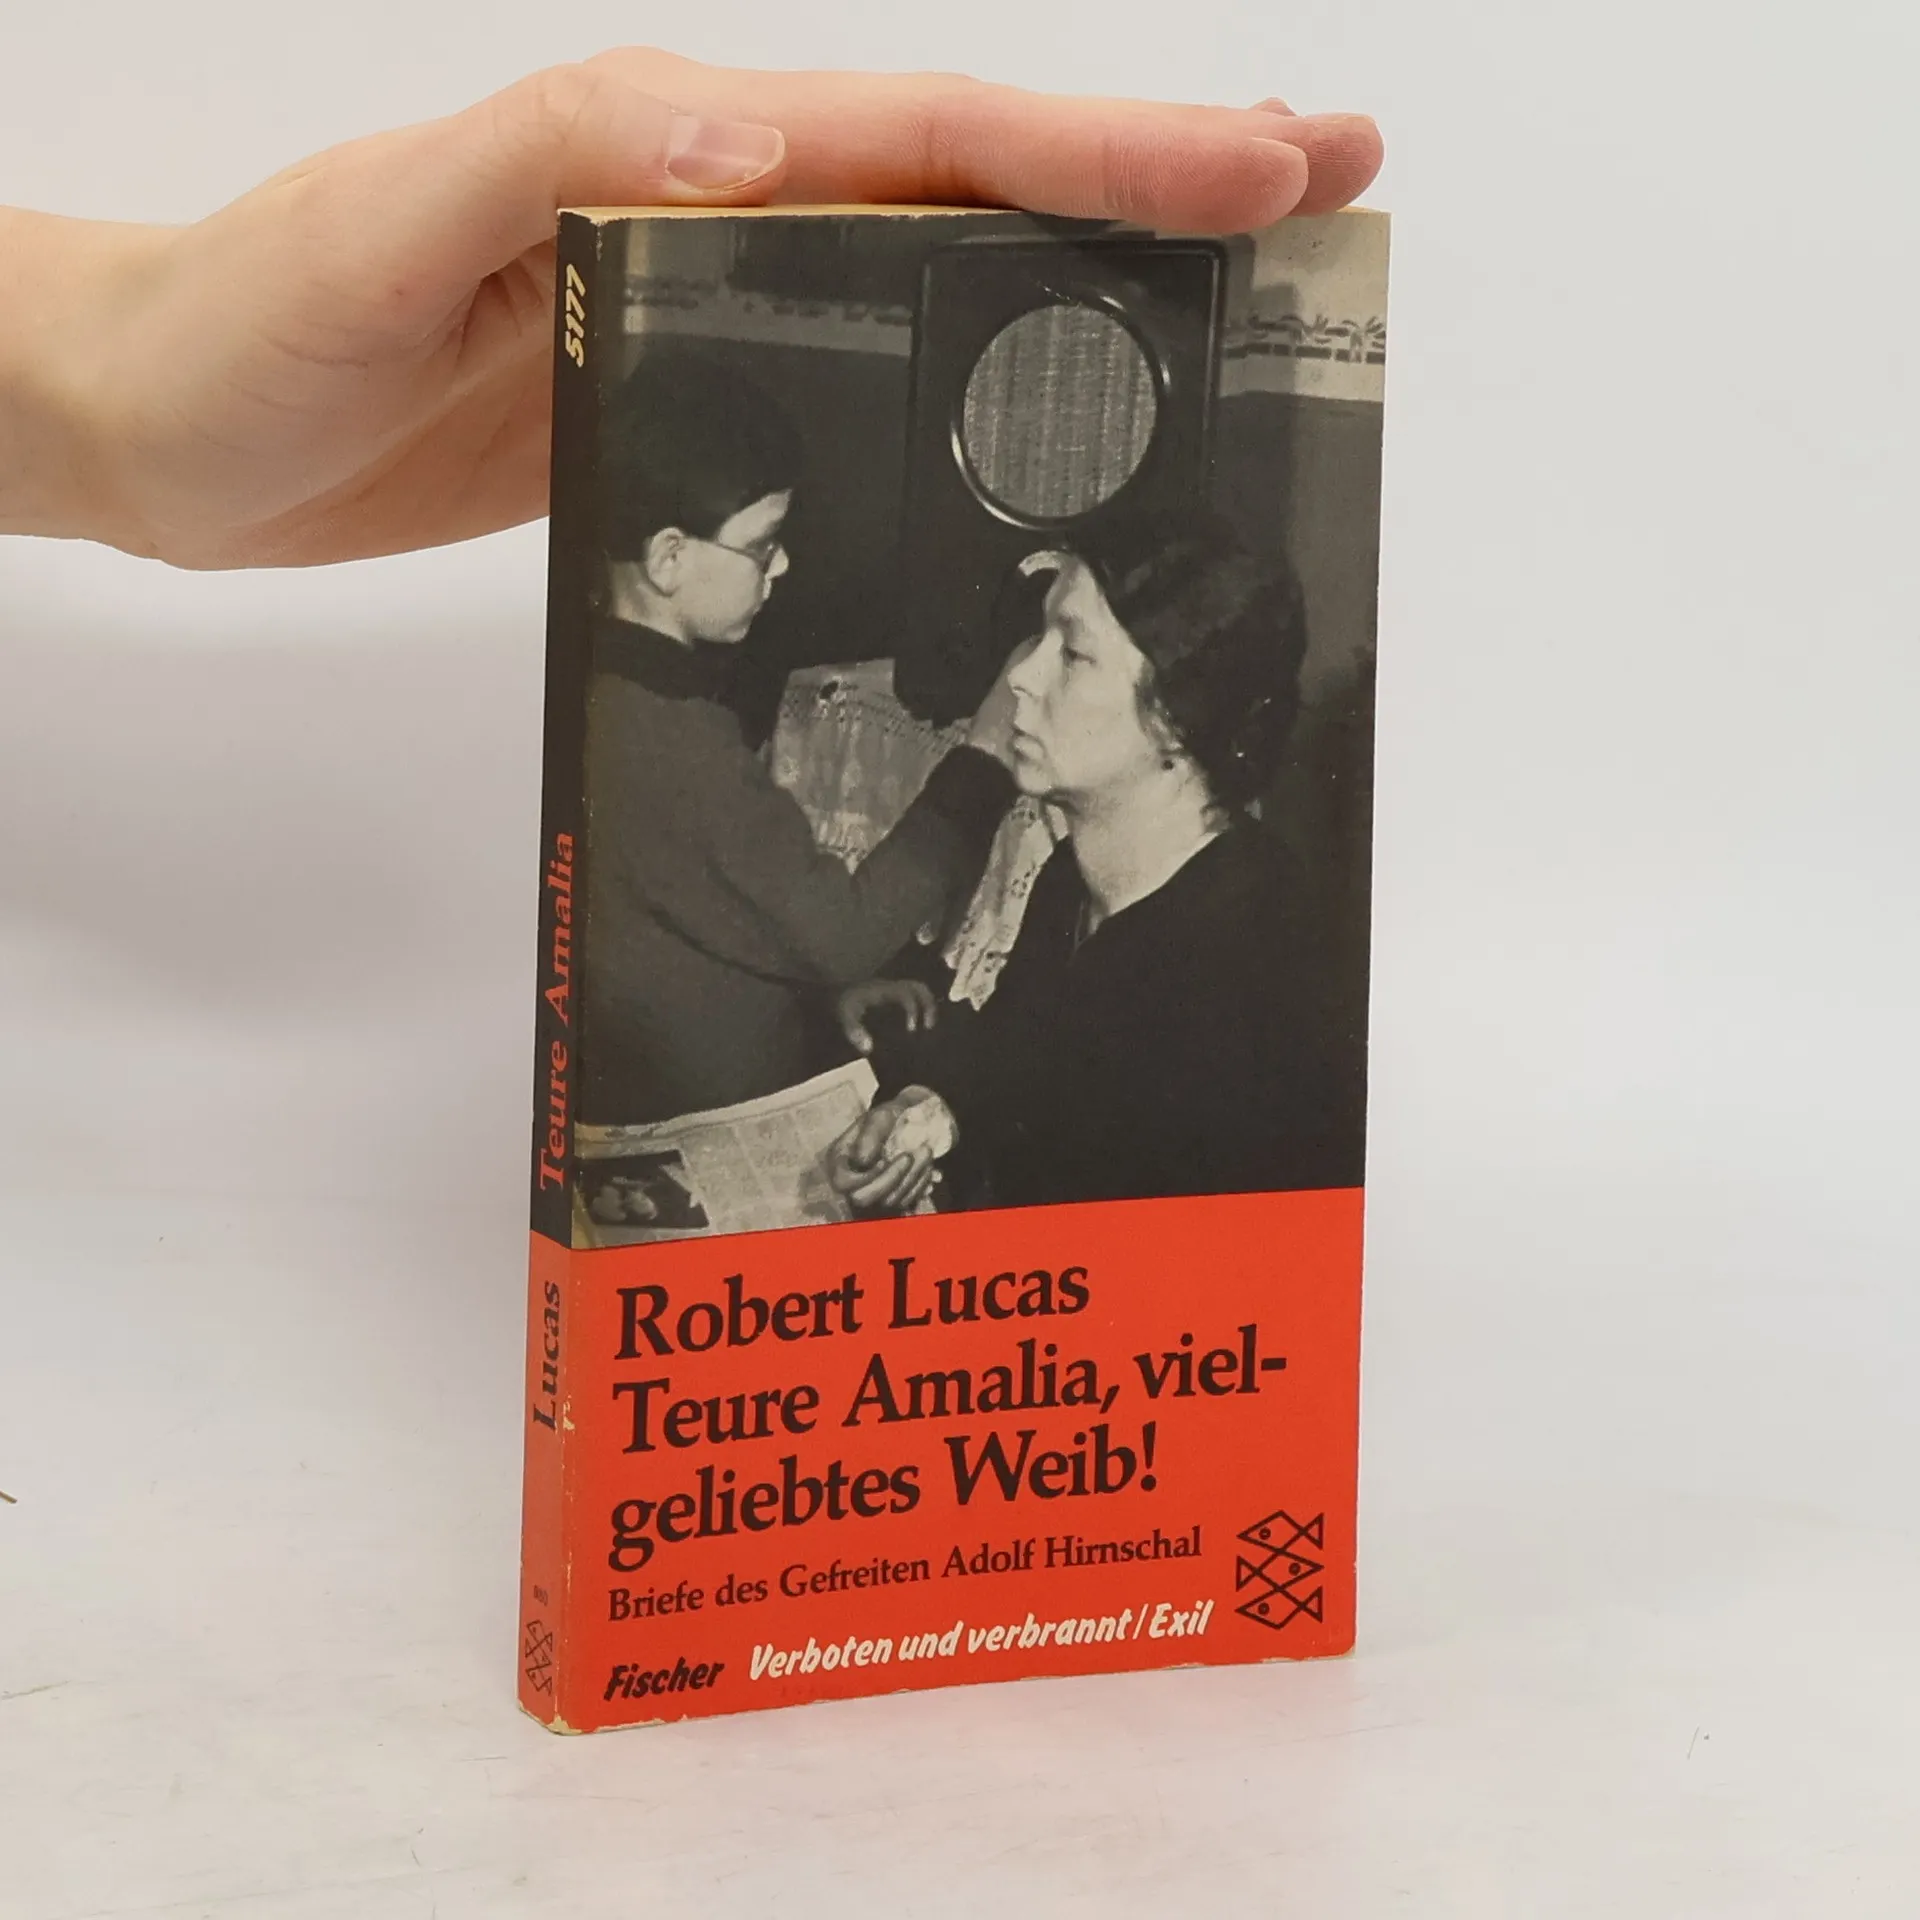 5177
Teure Amalia
Lucas
Robert Lucas
Teure Amalia, viel-
geliebtes Weib!
Briefe des Gefreiten Adolf Hirnschal
Fischer Verboten und verbrannt/Exil